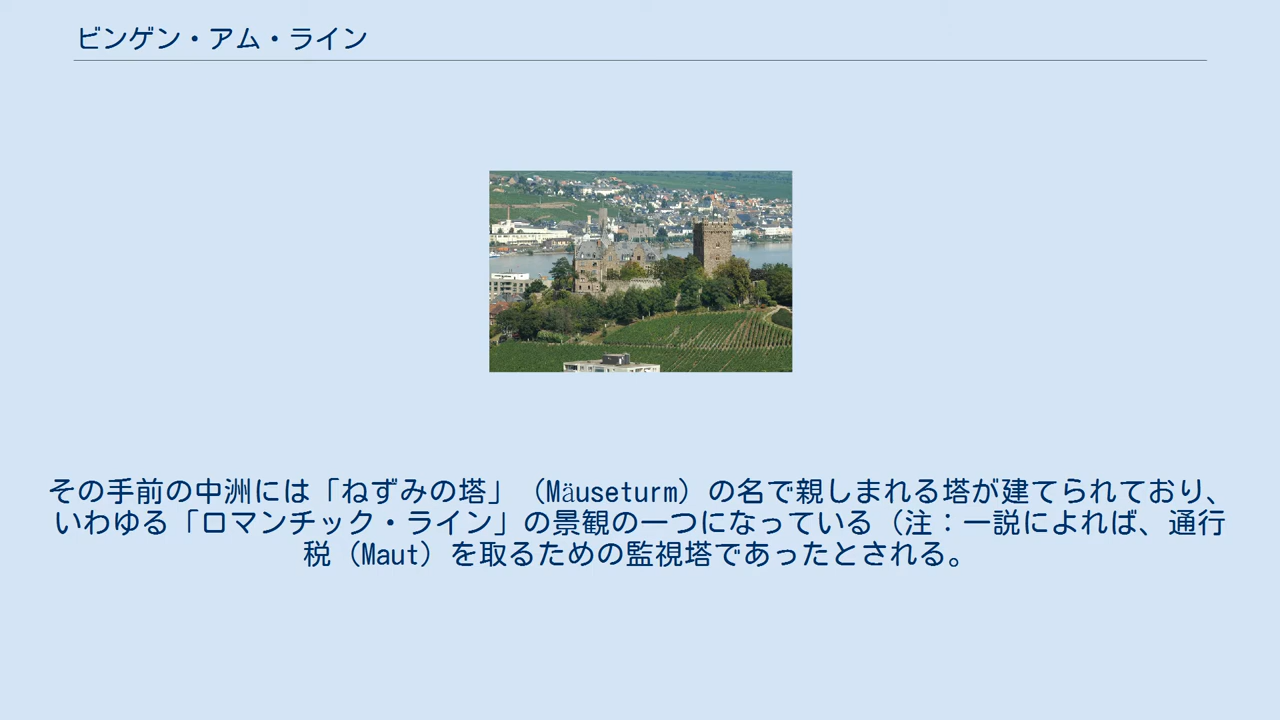 ビンゲン・アム・ライン
その手前の中洲には「ねずみの塔」（Mäuseturm）の名で親しまれる塔が建てられており、
いわゆる「ロマンチック・ライン」の景観の一つになっている（注：一説によれば、通行
税（Maut）を取るための監視塔であったとされる。